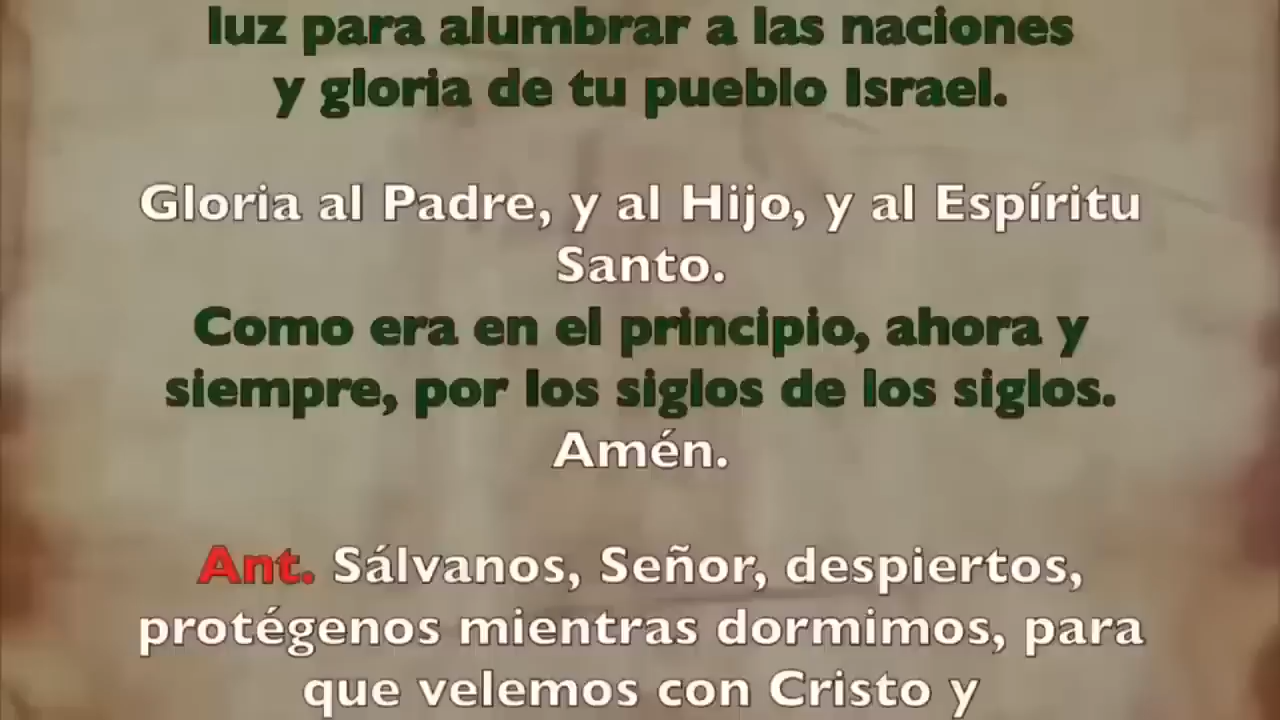 luz para alumbrar a las naciones
y gloria de tu pueblo Israel.
Gloria al Padre, y al Hijo, y al Espíritu
Santo.
Como era en el principio, ahora y
siempre, por los siglos de los siglos.
Amén.
Ant. Sálvanos, Señor, despiertos,
protégenos mientras dormimos, para
que velemos con Cristo y